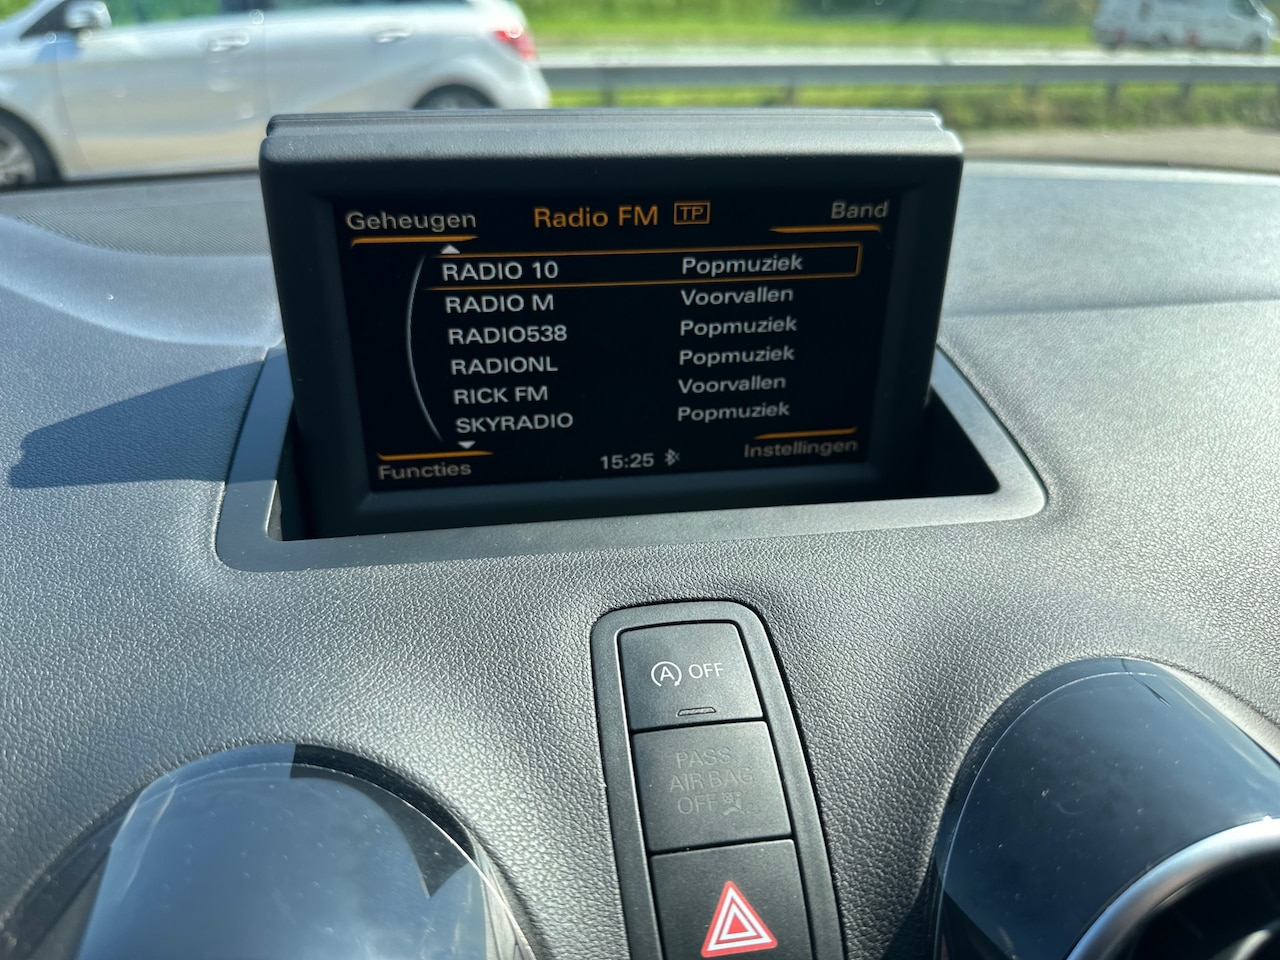 Geheugen Radio FM TP Band
RADIO 10 Popmuziek
RADIO M Voorvallen
RADIO538 Popmuziek
RADIONL Popmuziek
RICK FM Voorvallen
SKYRADIO Popmuziek
Functies 15:25 Instellingen
A OFF
PASS
AIR BAG
OFF